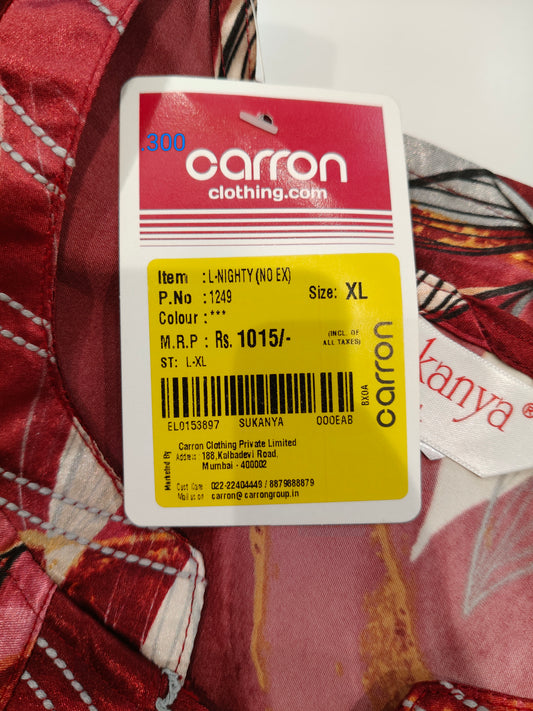 .300
carron
clothing.com
Item : L-NIGHTY (NO EX)
P.No : 1249 Size: XL
Colour : ***
M.R.P : Rs. 1015/- (INCL. OF ALL TAXES)
ST: L-XL
EL0153897 SUKANYA 000EAB
BXOA
carron
Marketed By
Carron Clothing Private Limited
Address 188,Kalbadevi Road,
Mumbai - 400002
Cust. Care 022-22404449 / 8879888879
Mail us on carron@carrongroup.in
kanya®